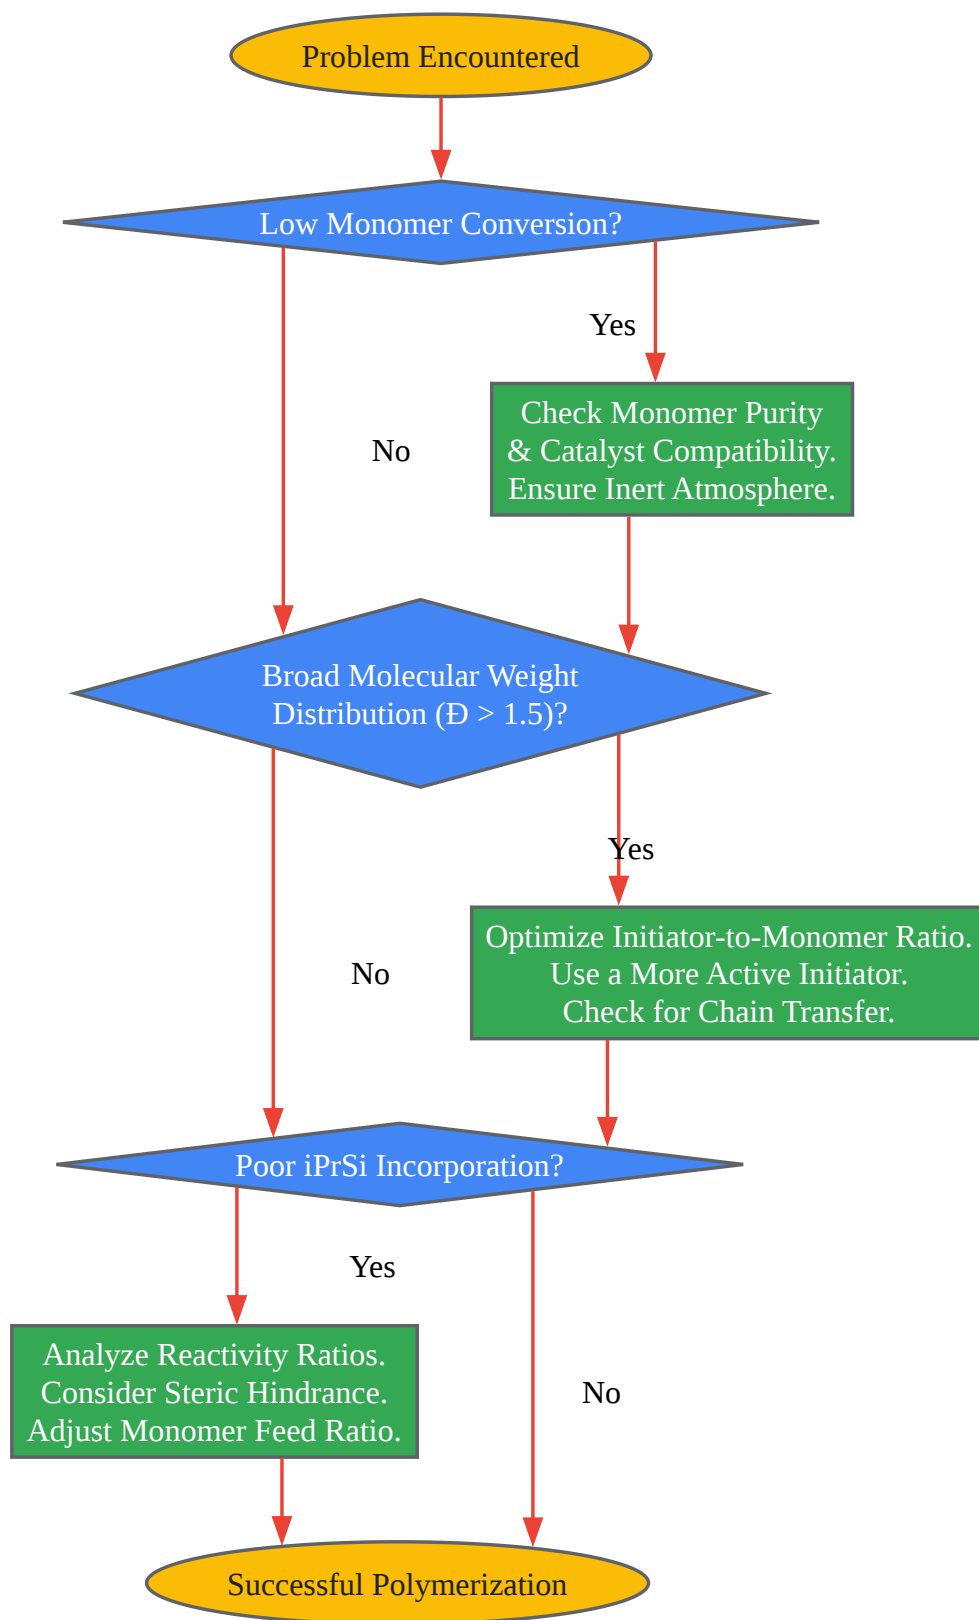 Problem Encountered
Low Monomer Conversion?
Yes
Check Monomer Purity
& Catalyst Compatibility.
Ensure Inert Atmosphere.
No
Broad Molecular Weight
Distribution (Đ > 1.5)?
Yes
Optimize Initiator-to-Monomer Ratio.
Use a More Active Initiator.
Check for Chain Transfer.
No
Poor iPrSi Incorporation?
Yes
Analyze Reactivity Ratios.
Consider Steric Hindrance.
Adjust Monomer Feed Ratio.
No
Successful Polymerization